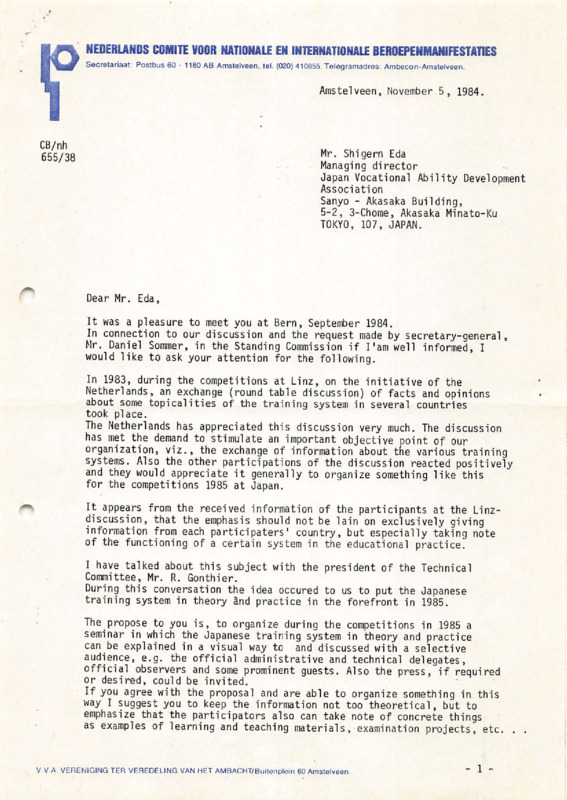 NEDERLANDS COMITE VOOR NATIONALE EN INTERNATIONALE BEROEPENMANIFESTATIES
Secretariaat: Postbus 60 - 1180 AB Amstelveen, tel. (020) 410655. Telegramadres: Ambecon-Amstelveen.
Amstelveen, November 5, 1984.
CB/nh
655/38
Mr. Shigern Eda
Managing director
Japan Vocational Ability Development
Association
Sanyo - Akasaka Building,
5-2, 3-Chome, Akasaka Minato-Ku
TOKYO, 107, JAPAN.
Dear Mr. Eda,
It was a pleasure to meet you at Bern, September 1984.
In connection to our discussion and the request made by secretary-general,
Mr. Daniel Sommer, in the Standing Commission if I'am well informed, I
would like to ask your attention for the following.
In 1983, during the competitions at Linz, on the initiative of the
Netherlands, an exchange (round table discussion) of facts and opinions
about some topicalities of the training system in several countries
took place.
The Netherlands has appreciated this discussion very much. The discussion
has met the demand to stimulate an important objective point of our
organization, viz., the exchange of information about the various training
systems. Also the other participations of the discussion reacted positively
and they would appreciate it generally to organize something like this
for the competitions 1985 at Japan.
It appears from the received information of the participants at the Linz-
discussion, that the emphasis should not be lain on exclusively giving
information from each participaters' country, but especially taking note
of the functioning of a certain system in the educational practice.
I have talked about this subject with the president of the Technical
Committee, Mr. R. Gonthier.
During this conversation the idea occured to us to put the Japanese
training system in theory and practice in the forefront in 1985.
The propose to you is, to organize during the competitions in 1985 a
seminar in which the Japanese training system in theory and practice
can be explained in a visual way to and discussed with a selective
audience, e.g. the official administrative and technical delegates,
official observers and some prominent guests. Also the press, if required
or desired, could be invited.
If you agree with the proposal and are able to organize something in this
way I suggest you to keep the information not too theoretical, but to
emphasize that the participators also can take note of concrete things
as examples of learning and teaching materials, examination projects, etc. . .
- 1 -
V.V.A. VERENIGING TER VEREDELING VAN HET AMBACHT/Buitenplein 60 Amstelveen.